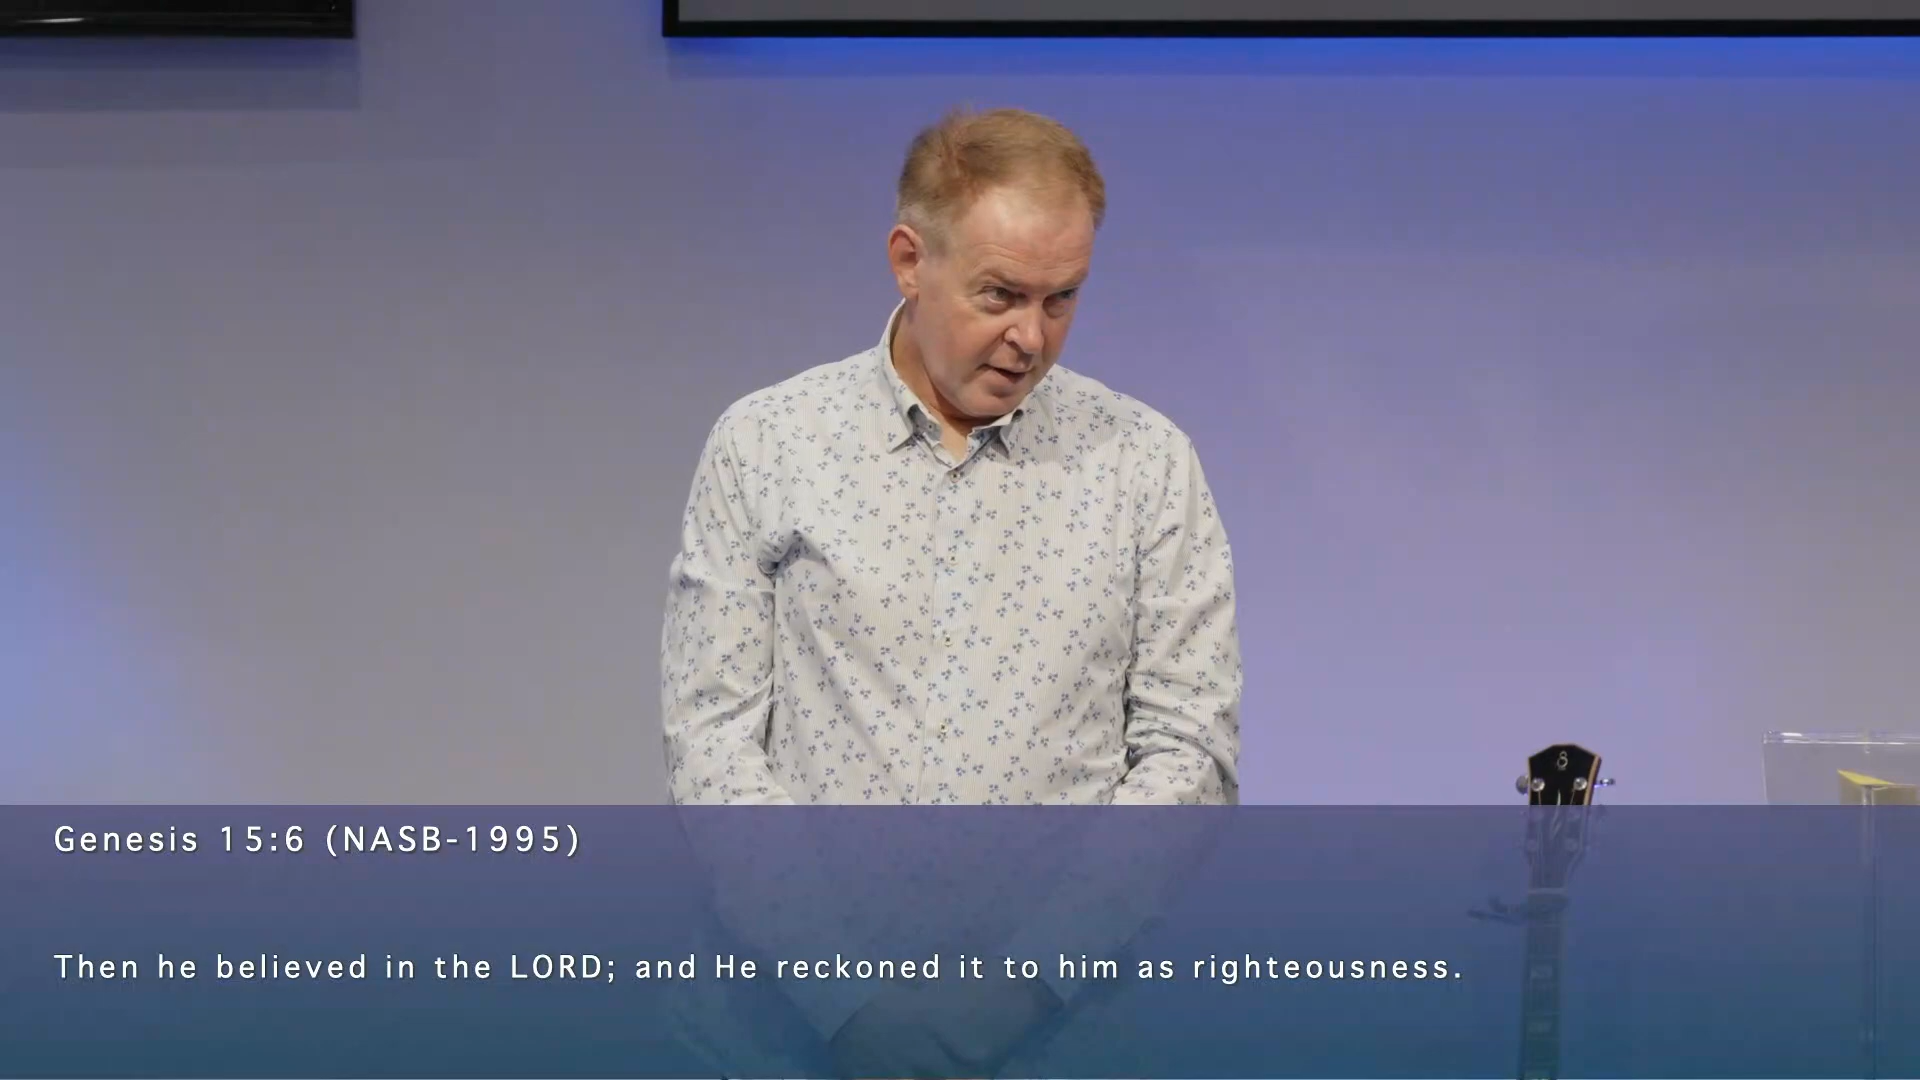 Genesis 15:6 (NASB-1995)
Then he believed in the LORD; and He reckoned it to him as righteousness.